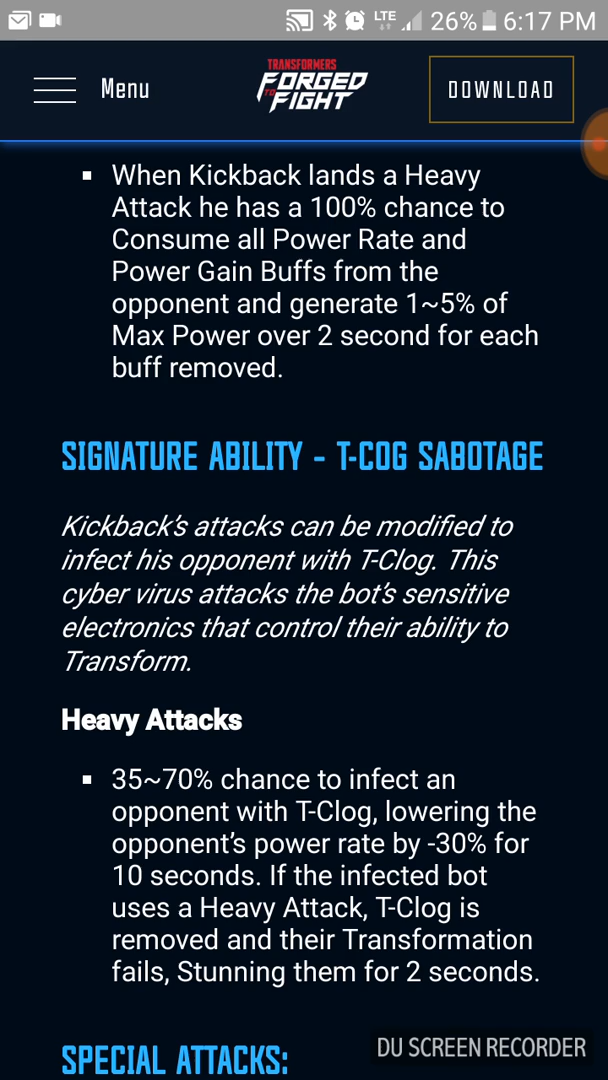 LTE 26% 6:17 PM
Menu
TRANSFORMERS
FORGED
TO
FIGHT
DOWNLOAD
▪ When Kickback lands a Heavy
Attack he has a 100% chance to
Consume all Power Rate and
Power Gain Buffs from the
opponent and generate 1~5% of
Max Power over 2 second for each
buff removed.
SIGNATURE ABILITY - T-COG SABOTAGE
Kickback's attacks can be modified to
infect his opponent with T-Clog. This
cyber virus attacks the bot's sensitive
electronics that control their ability to
Transform.
Heavy Attacks
▪ 35~70% chance to infect an
opponent with T-Clog, lowering the
opponent's power rate by -30% for
10 seconds. If the infected bot
uses a Heavy Attack, T-Clog is
removed and their Transformation
fails, Stunning them for 2 seconds.
SPECIAL ATTACKS:
DU SCREEN RECORDER